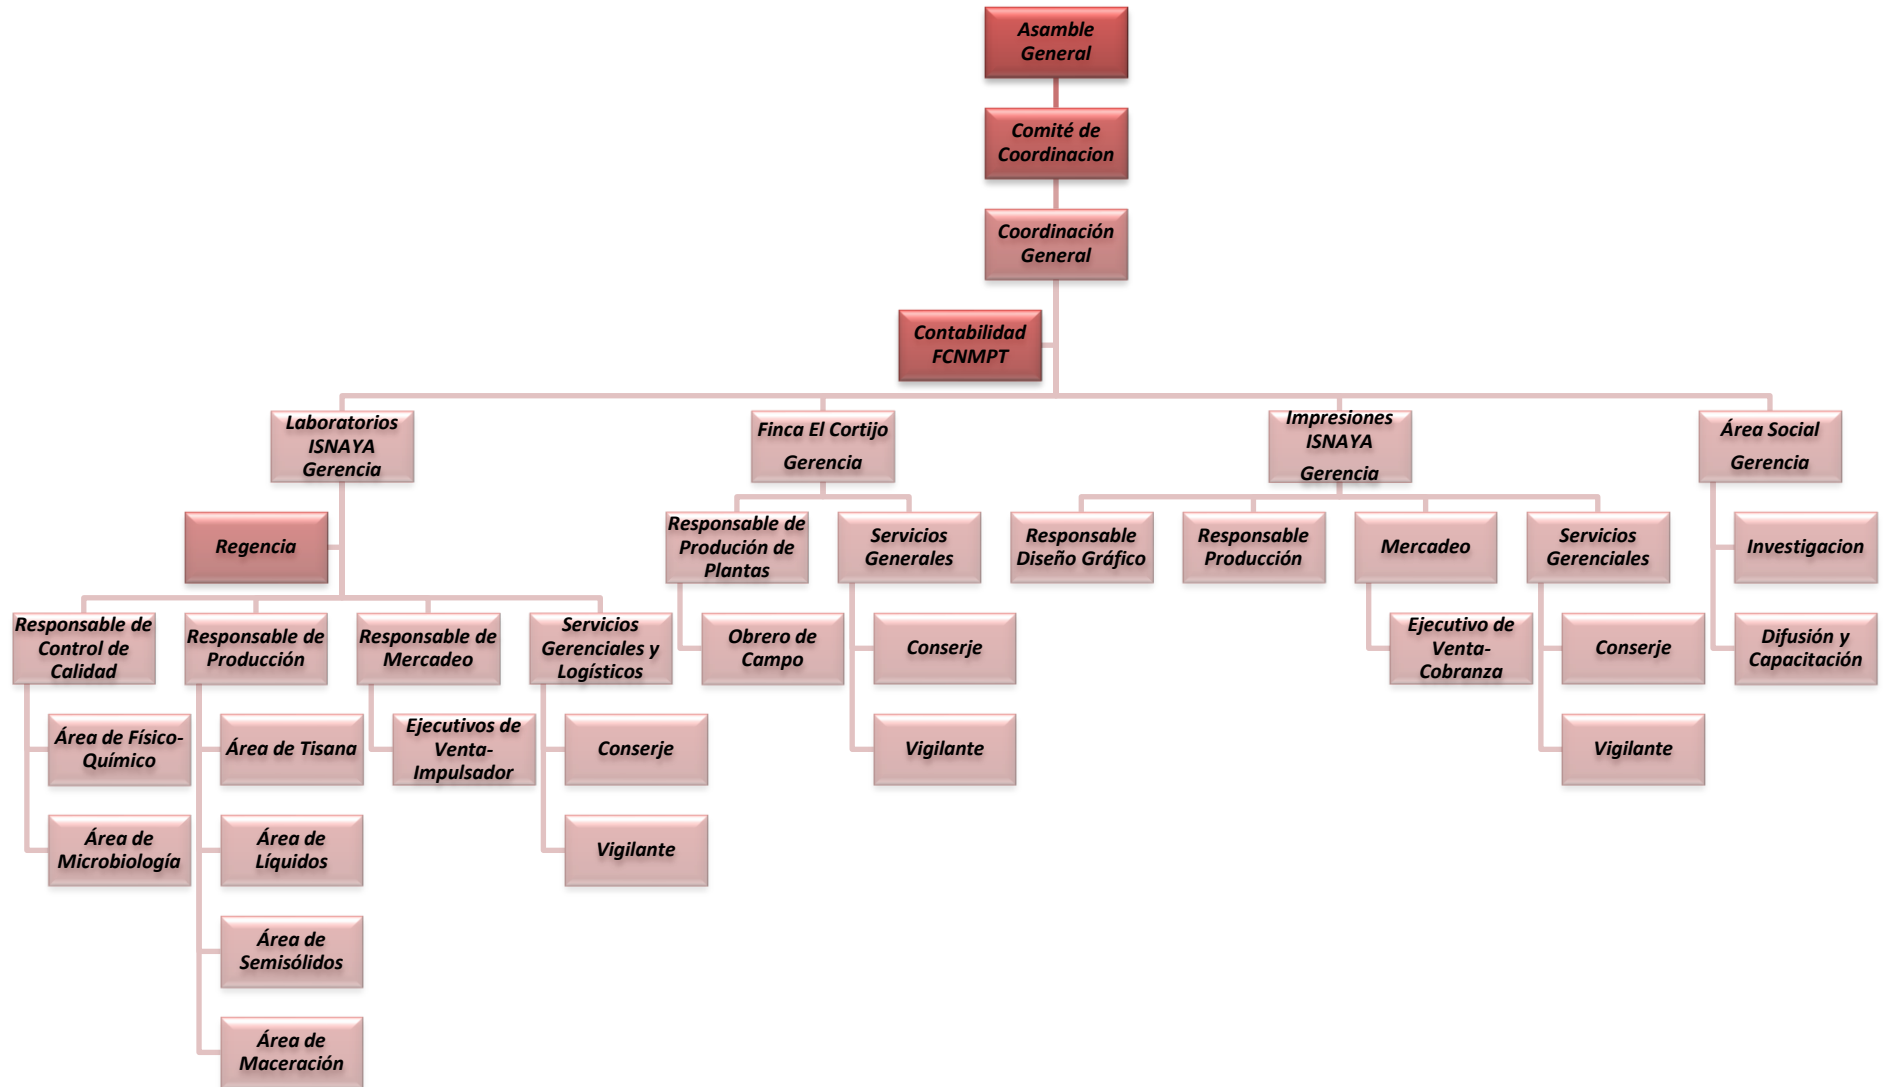 Asamble
General
Comité de
Coordinacion
Coordinación
General
Contabilidad
FCNMPT
Laboratorios
ISNAYA
Gerencia
Finca El Cortijo
Gerencia
Impresiones
ISNAYA
Gerencia
Área Social
Gerencia
Regencia
Responsable de
Produción de
Plantas
Servicios
Generales
Responsable
Diseño Gráfico
Responsable
Producción
Mercadeo
Servicios
Gerenciales
Investigacion
Responsable de
Control de
Calidad
Responsable de
Producción
Responsable de
Mercadeo
Servicios
Gerenciales y
Logísticos
Obrero de
Campo
Conserje
Ejecutivo de
Venta-
Cobranza
Conserje
Difusión y
Capacitación
Área de Físico-
Químico
Área de Tisana
Ejecutivos de
Venta-
Impulsador
Conserje
Vigilante
Vigilante
Área de
Microbiología
Área de
Líquidos
Vigilante
Área de
Semisólidos
Área de
Maceración